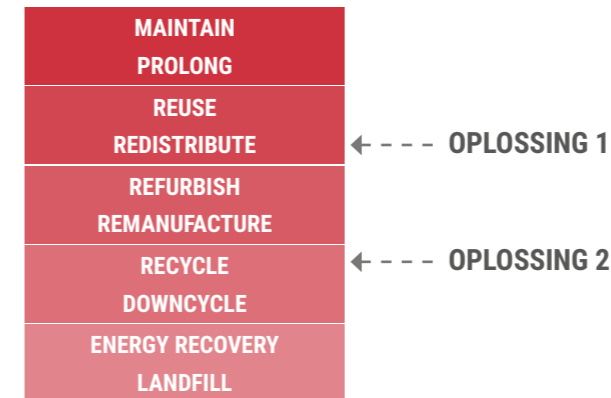 MAINTAIN
PROLONG
REUSE
REDISTRIBUTE
OPLOSSING 1
REFURBISH
REMANUFACTURE
RECYCLE
OPLOSSING 2
DOWNCYCLE
ENERGY RECOVERY
LANDFILL